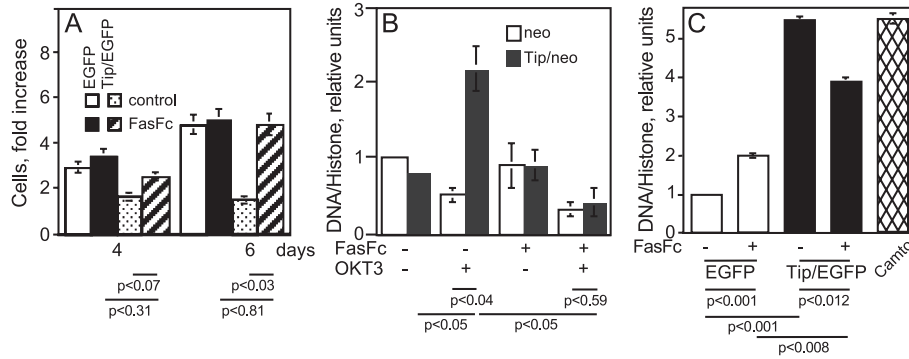 A
Cells, fold increase
8
6
4
2
0
EGFP
Tip/EGFP
control
FasFc
4 6 days
p<0.07 p<0.03
p<0.31 p<0.81
B
DNA/Histone, relative units
3
2
1
0
neo
Tip/neo
FasFc - - + +
OKT3 - + - +
p<0.04 p<0.59
p<0.05 p<0.05
C
DNA/Histone, relative units
5
4
3
2
1
0
FasFc - + - +
EGFP Tip/EGFP Campto
p<0.001 p<0.012
p<0.001
p<0.008